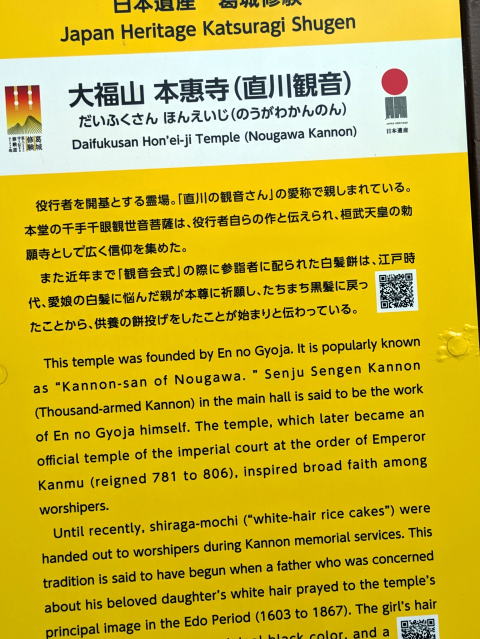 日本遺産 葛城修験
Japan Heritage Katsuragi Shugen
大福山 本惠寺（直川観音）
だいふくさん ほんえいじ（のうがわかんのん）
Daifukusan Hon'ei-ji Temple (Nougawa Kannon)
葛城修験
JAPAN HERITAGE
日本遺産
役行者を開基とする霊場。「直川の観音さん」の愛称で親しまれている。
本堂の千手千眼観世音菩薩は、役行者自らの作と伝えられ、桓武天皇の勅
願寺として広く信仰を集めた。
また近年まで「観音会式」の際に参詣者に配られた白髪餅は、江戸時
代、愛娘の白髪に悩んだ親が本尊に祈願し、たちまち黒髪に戻っ
たことから、供養の餅投げをしたことが始まりと伝わっている。
This temple was founded by En no Gyoja. It is popularly known
as “Kannon-san of Nougawa. ” Senju Sengen Kannon
(Thousand-armed Kannon) in the main hall is said to be the work
of En no Gyoja himself. The temple, which later became an
official temple of the imperial court at the order of Emperor
Kanmu (reigned 781 to 806), inspired broad faith among
worshipers.
Until recently, shiraga-mochi (“white-hair rice cakes”) were
handed out to worshipers during Kannon memorial services. This
tradition is said to have begun when a father who was concerned
about his beloved daughter's white hair prayed to the temple's
principal image in the Edo Period (1603 to 1867). The girl's hair
black color, and a